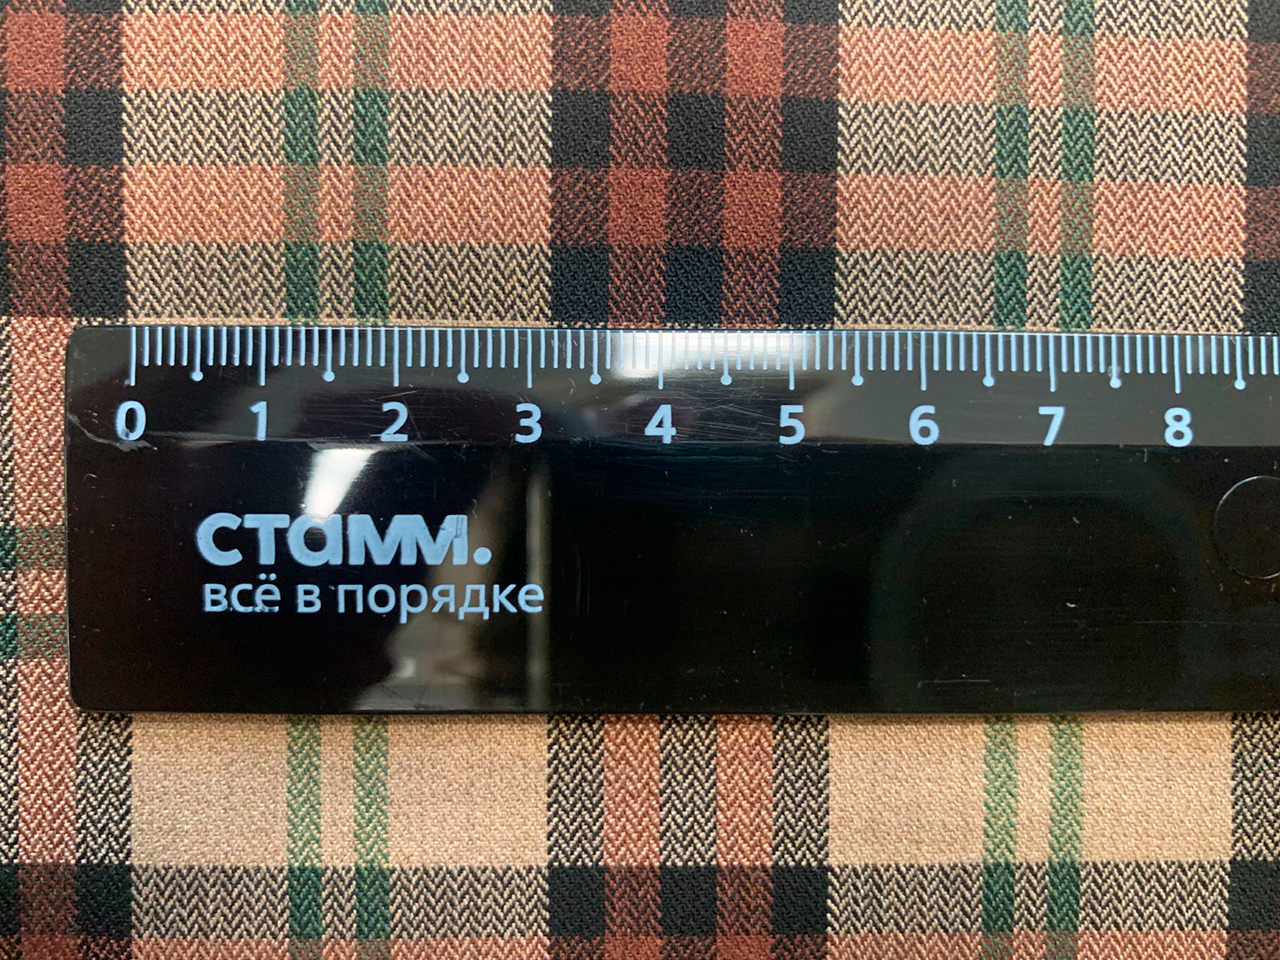 0 1 2 3 4 5 6 7 8
стамм.
всё в порядке